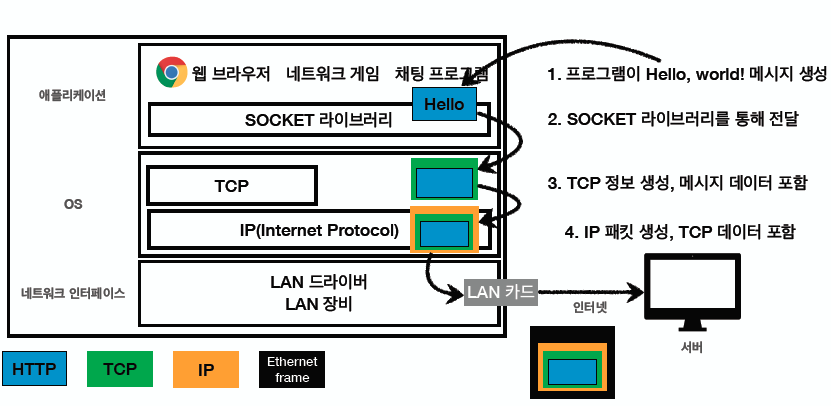 웹 브라우저 네트워크 게임 채팅 프로그램
1. 프로그램이 Hello, world! 메시지 생성
애플리케이션
Hello
SOCKET 라이브러리
2. SOCKET 라이브러리를 통해 전달
TCP
3. TCP 정보 생성, 메시지 데이터 포함
OS
IP(Internet Protocol)
4. IP 패킷 생성, TCP 데이터 포함
네트워크 인터페이스
LAN 드라이버
LAN 장비
LAN 카드
인터넷
서버
HTTP
TCP
IP
Ethernet
frame